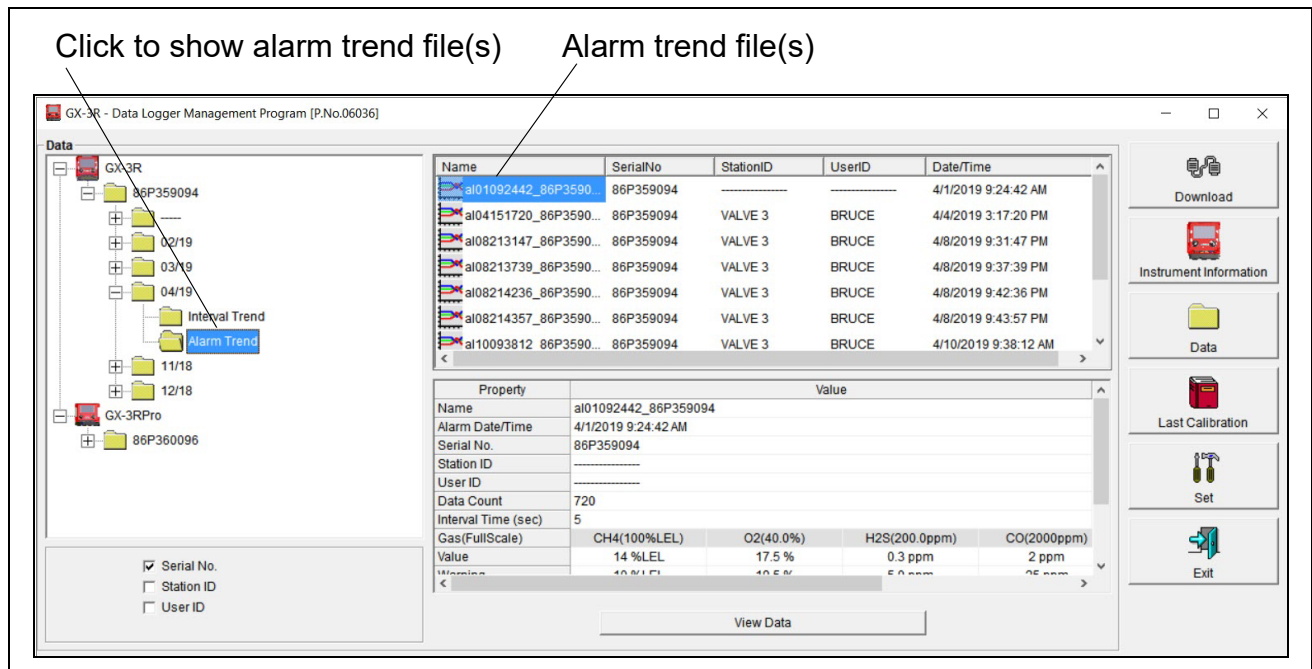 Click to show alarm trend file(s) Alarm trend file(s)
GX-3R - Data Logger Management Program [P.No.06036]
Data
GX-3R
86P359094
-----
02/19
03/19
04/19
Interval Trend
Alarm Trend
11/18
12/18
GX-3RPro
86P360096
Serial No.
Station ID
User ID
Name SerialNo StationID UserID Date/Time
al01092442_86P3590... 86P359094 ---------------- ---------------- 4/1/2019 9:24:42 AM
al04151720_86P3590... 86P359094 VALVE 3 BRUCE 4/4/2019 3:17:20 PM
al08213147_86P3590... 86P359094 VALVE 3 BRUCE 4/8/2019 9:31:47 PM
al08213739_86P3590... 86P359094 VALVE 3 BRUCE 4/8/2019 9:37:39 PM
al08214236_86P3590... 86P359094 VALVE 3 BRUCE 4/8/2019 9:42:36 PM
al08214357_86P3590... 86P359094 VALVE 3 BRUCE 4/8/2019 9:43:57 PM
al10093812_86P3590... 86P359094 VALVE 3 BRUCE 4/10/2019 9:38:12 AM
Property Value
Name al01092442_86P359094
Alarm Date/Time 4/1/2019 9:24:42 AM
Serial No. 86P359094
Station ID ----------------
User ID ----------------
Data Count 720
Interval Time (sec) 5
Gas(FullScale) CH4(100%LEL) O2(40.0%) H2S(200.0ppm) CO(2000ppm)
Value 14 %LEL 17.5 % 0.3 ppm 2 ppm
Warning 10 %LEL 19.5 % 5.0 ppm 25 ppm
View Data
Download
Instrument Information
Data
Last Calibration
Set
Exit